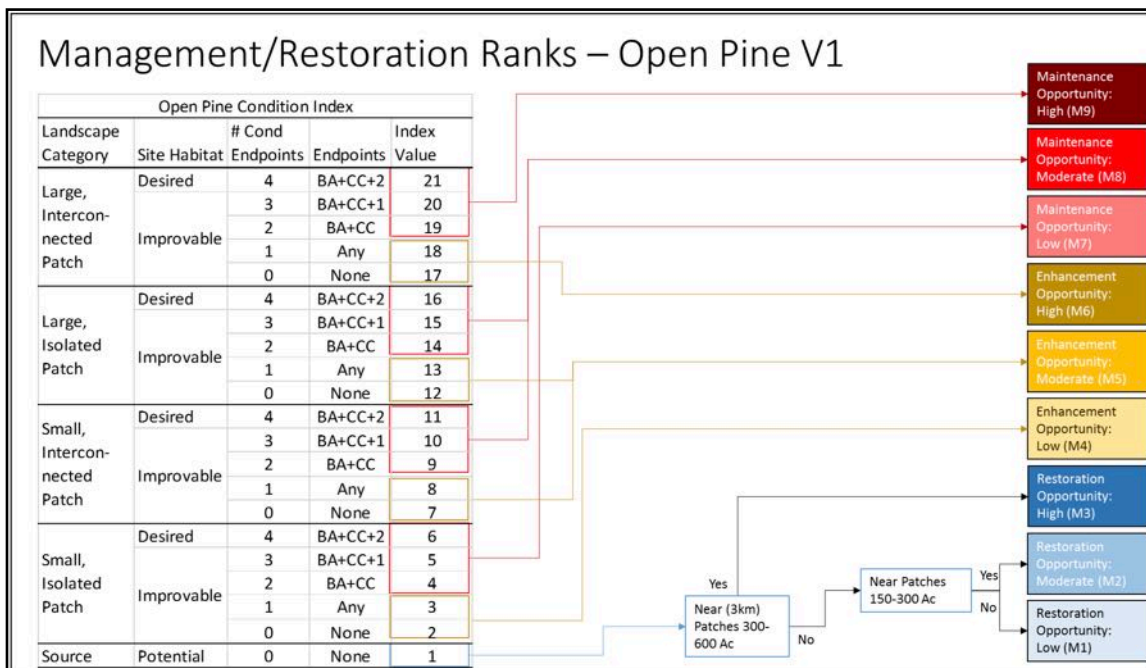 Management/Restoration Ranks – Open Pine V1
Open Pine Condition Index
Landscape Category Site Habitat # Cond Endpoints Endpoints Index Value
Large, Intercon-nected Patch
Desired 4 BA+CC+2 21
Improvable
3 BA+CC+1 20
2 BA+CC 19
1 Any 18
0 None 17
Large, Isolated Patch
Desired 4 BA+CC+2 16
Improvable
3 BA+CC+1 15
2 BA+CC 14
1 Any 13
0 None 12
Small, Intercon-nected Patch
Desired 4 BA+CC+2 11
Improvable
3 BA+CC+1 10
2 BA+CC 9
1 Any 8
0 None 7
Small, Isolated Patch
Desired 4 BA+CC+2 6
Improvable
3 BA+CC+1 5
2 BA+CC 4
1 Any 3
0 None 2
Source Potential 0 None 1
Near (3km)
Patches 300-
600 Ac
Yes
No
Near Patches
150-300 Ac
Yes
No
Maintenance
Opportunity:
High (M9)
Maintenance
Opportunity:
Moderate (M8)
Maintenance
Opportunity:
Low (M7)
Enhancement
Opportunity:
High (M6)
Enhancement
Opportunity:
Moderate (M5)
Enhancement
Opportunity:
Low (M4)
Restoration
Opportunity:
High (M3)
Restoration
Opportunity:
Moderate (M2)
Restoration
Opportunity:
Low (M1)